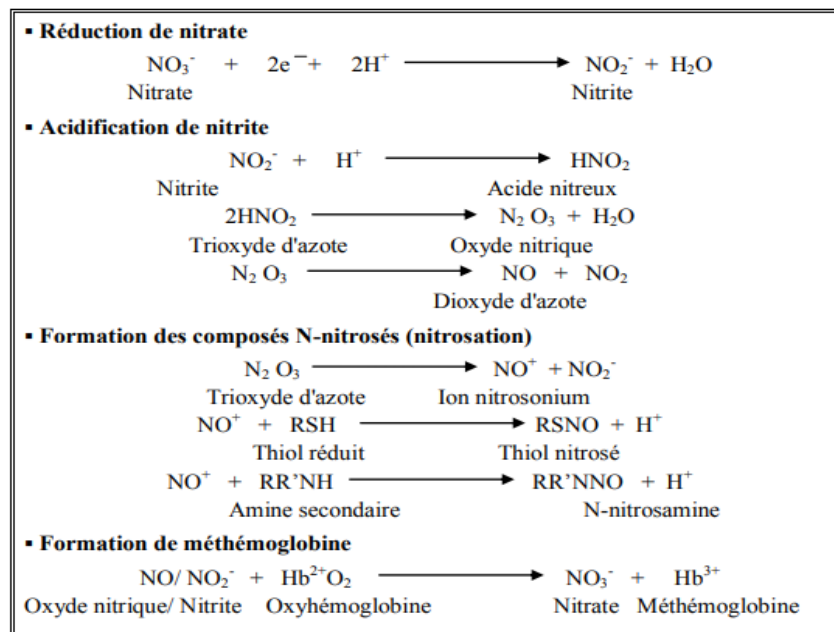 ▪ Réduction de nitrate
NO₃⁻ + 2e⁻ + 2H⁺ ⟶ NO₂⁻ + H₂O
Nitrate Nitrite
▪ Acidification de nitrite
NO₂⁻ + H⁺ ⟶ HNO₂
Nitrite Acide nitreux
2HNO₂ ⟶ N₂ O₃ + H₂O
Trioxyde d'azote Oxyde nitrique
N₂ O₃ ⟶ NO + NO₂
Dioxyde d'azote
▪ Formation des composés N-nitrosés (nitrosation)
N₂ O₃ ⟶ NO⁺ + NO₂⁻
Trioxyde d'azote Ion nitrosonium
NO⁺ + RSH ⟶ RSNO + H⁺
Thiol réduit Thiol nitrosé
NO⁺ + RR’NH ⟶ RR’NNO + H⁺
Amine secondaire N-nitrosamine
▪ Formation de méthémoglobine
NO/ NO₂⁻ + Hb²⁺O₂ ⟶ NO₃⁻ + Hb³⁺
Oxyde nitrique/ Nitrite Oxyhémoglobine Nitrate Méthémoglobine